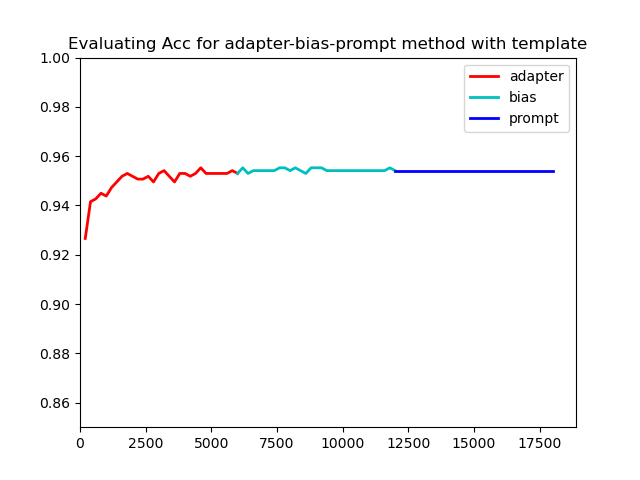 Evaluating Acc for adapter-bias-prompt method with template
1.00
0.98
0.96
0.94
0.92
0.90
0.88
0.86
adapter
bias
prompt
0 2500 5000 7500 10000 12500 15000 17500